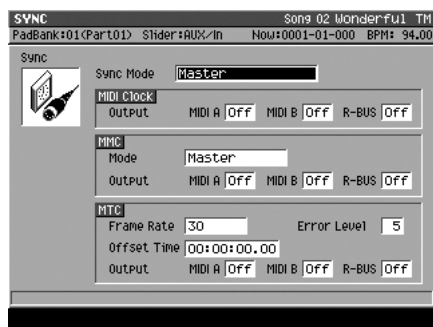 SYNC Song 02 Wonderful TM
PadBank:01(Part01) Slider:AUX/In Now:0001-01-000 BPM: 94.00
Sync
Sync Mode Master
MIDI Clock
Output MIDI A Off MIDI B Off R-BUS Off
MMC
Mode Master
Output MIDI A Off MIDI B Off R-BUS Off
MTC
Frame Rate 30 Error Level 5
Offset Time 00:00:00.00
Output MIDI A Off MIDI B Off R-BUS Off